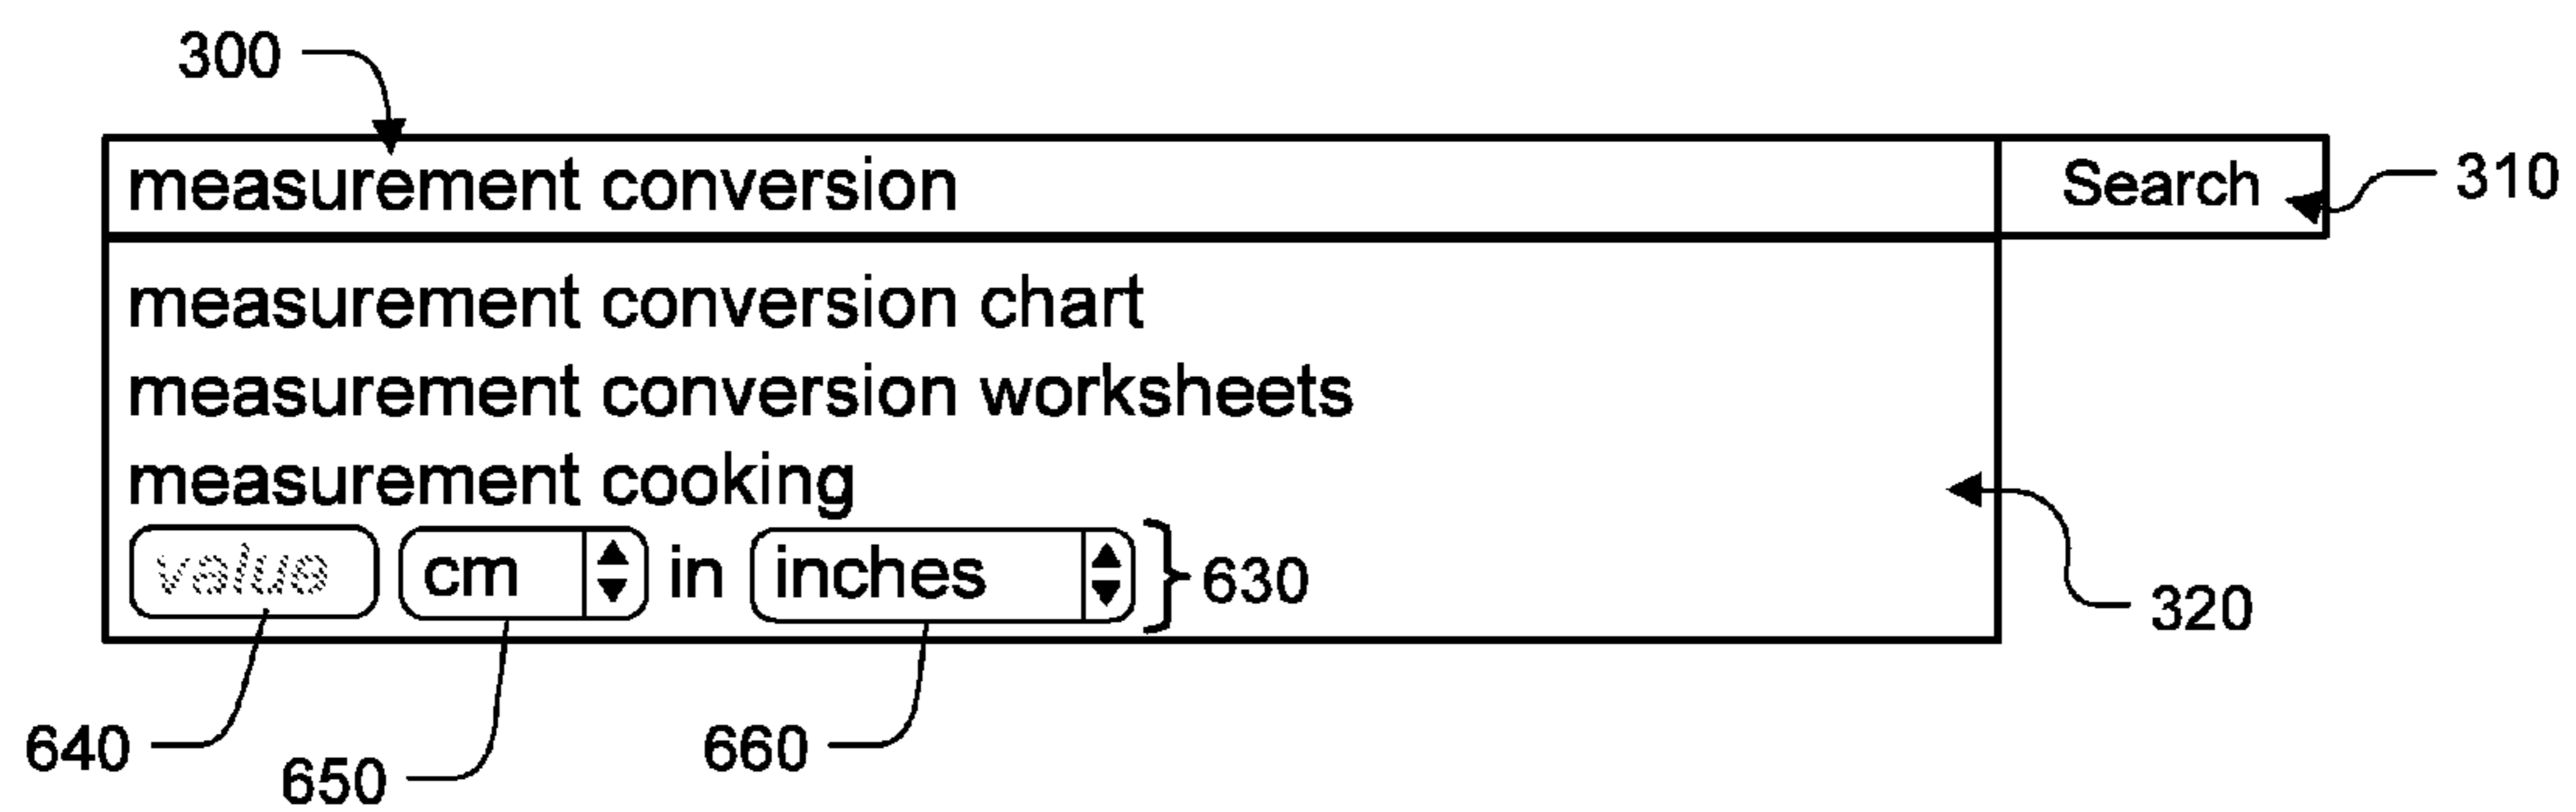 300
measurement conversion Search 310
measurement conversion chart
measurement conversion worksheets
measurement cooking
value cm in inches 630
320
640 650 660